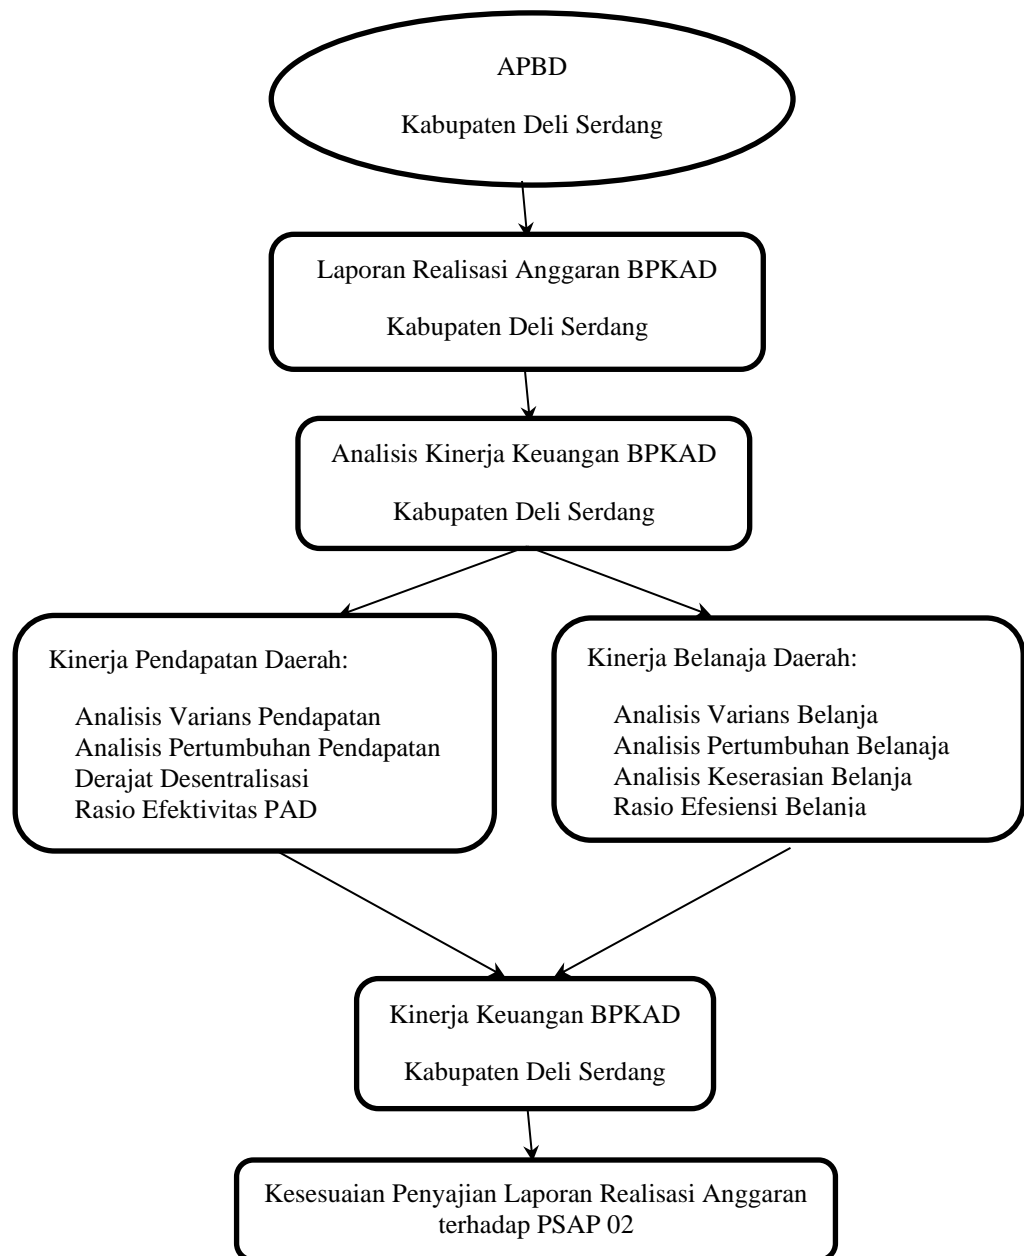 APBD
Kabupaten Deli Serdang
Laporan Realisasi Anggaran BPKAD
Kabupaten Deli Serdang
Analisis Kinerja Keuangan BPKAD
Kabupaten Deli Serdang
Kinerja Pendapatan Daerah:
Analisis Varians Pendapatan
Analisis Pertumbuhan Pendapatan
Derajat Desentralisasi
Rasio Efektivitas PAD
Kinerja Belanaja Daerah:
Analisis Varians Belanja
Analisis Pertumbuhan Belanaja
Analisis Keserasian Belanja
Rasio Efesiensi Belanja
Kinerja Keuangan BPKAD
Kabupaten Deli Serdang
Kesesuaian Penyajian Laporan Realisasi Anggaran
terhadap PSAP 02